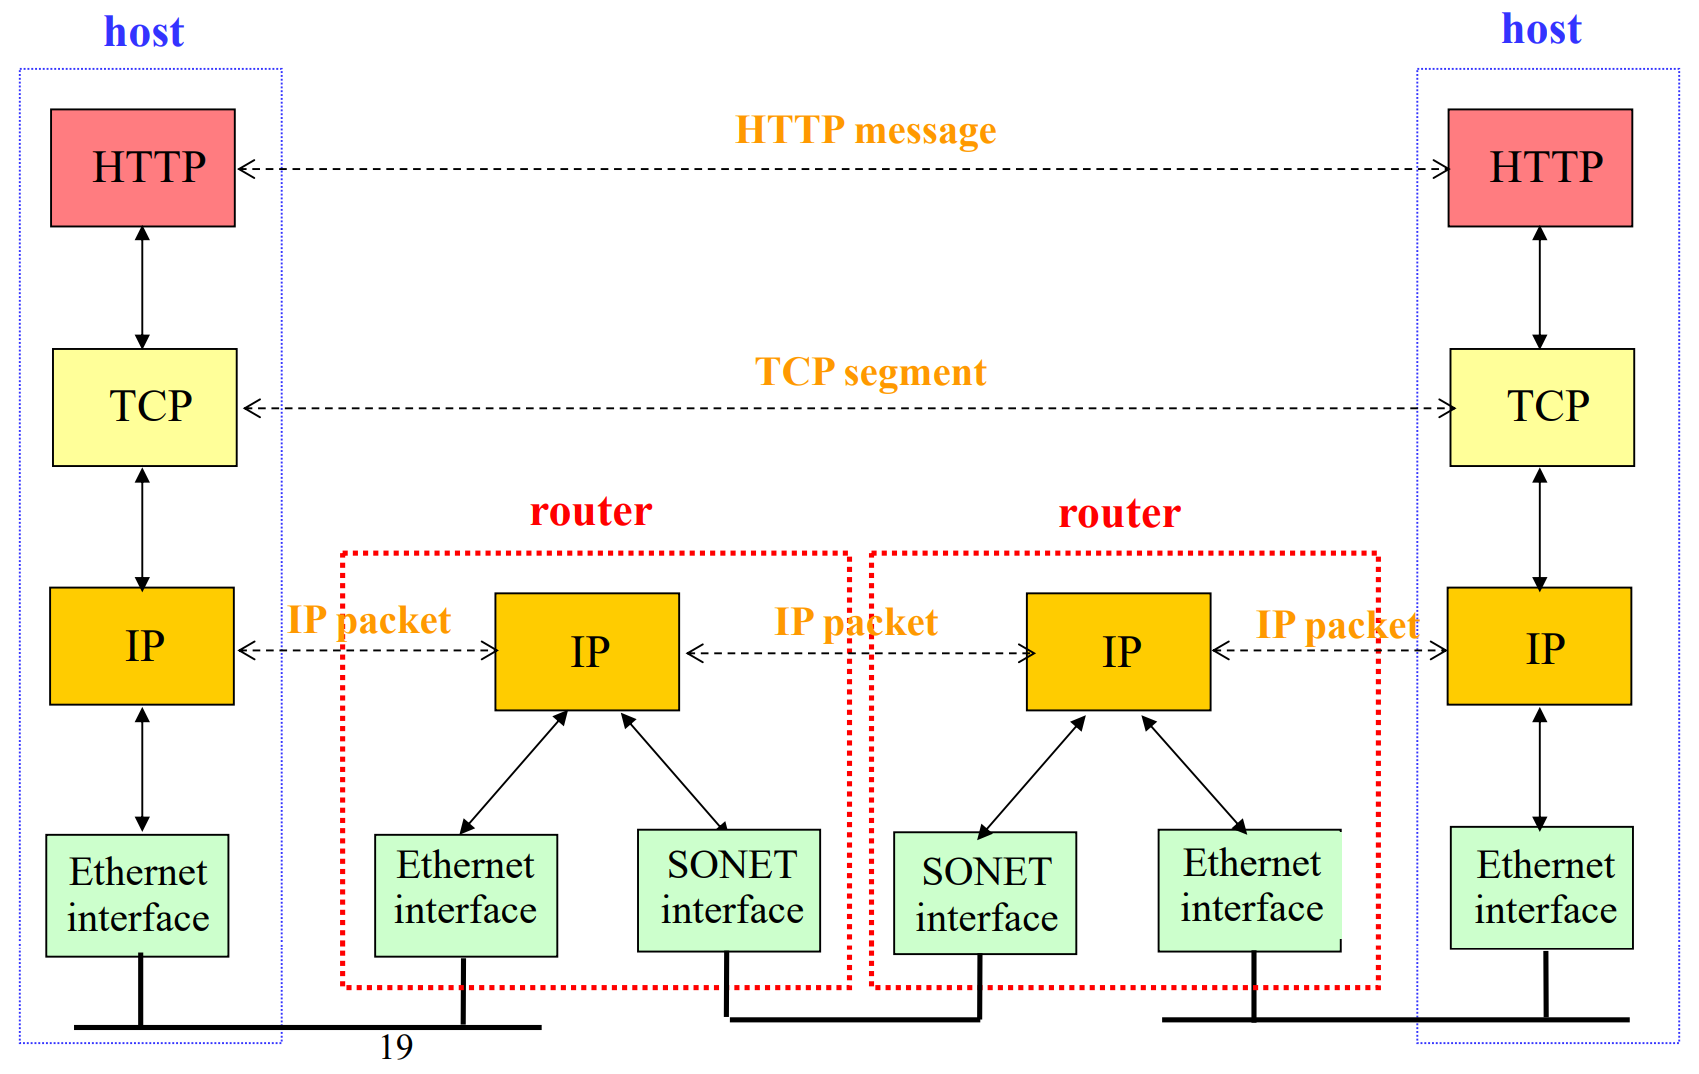 host
host
HTTP message
HTTP
HTTP
TCP segment
TCP
TCP
router
router
IP packet
IP packet
IP packet
IP
IP
IP
IP
Ethernet
interface
Ethernet
interface
SONET
interface
SONET
interface
Ethernet
interface
Ethernet
interface
19